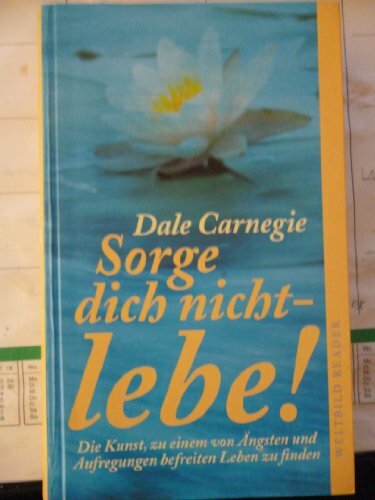 Dale Carnegie
Sorge
dich nicht-
lebe!
Die Kunst, zu einem von Ängsten und
Aufregungen befreiten Leben zu finden
WELTBILD READER